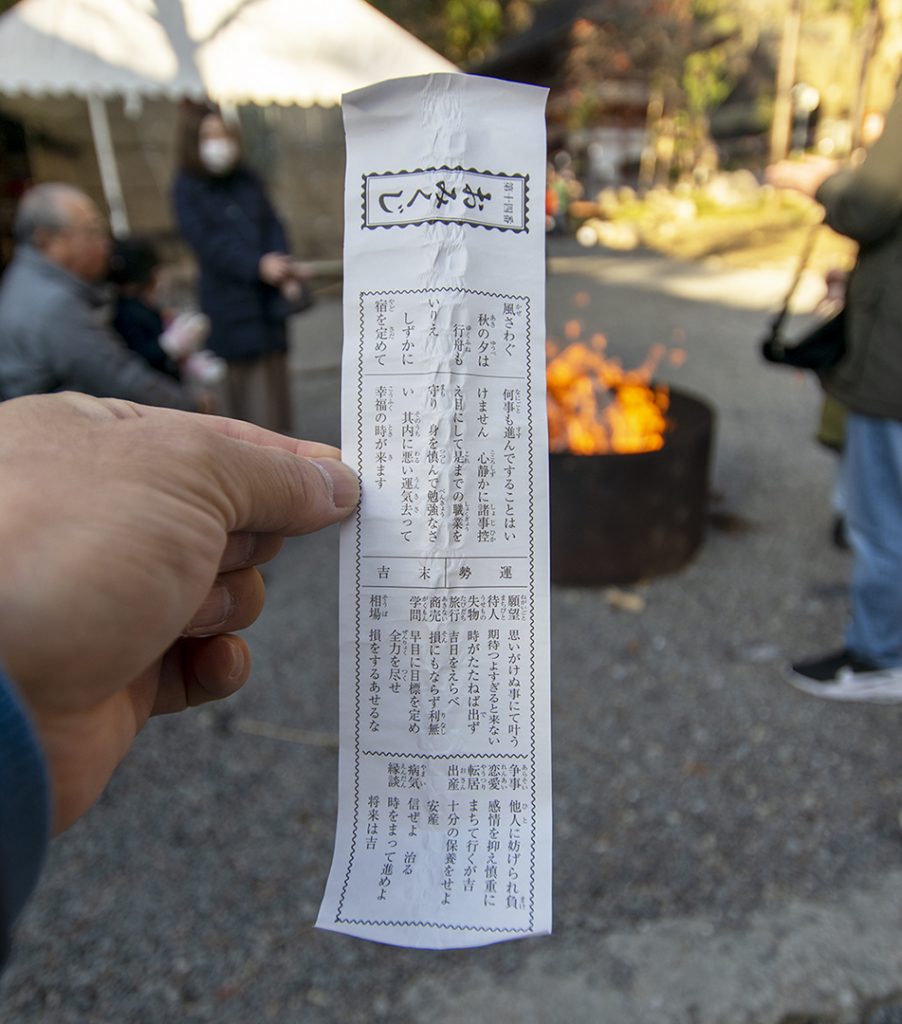 第十四番
おみくじ
風さわぐ
秋の夕は
行舟も
いりえ
しずかに
宿を定めて
何事も進んですることはい
けません 心静かに諸事控
え目にして是までの職業を
守り 身を慎んで勉強なさ
い 其内に悪い運気去って
幸福の時が来ます
運勢 末吉
願望 思いがけぬ事にて叶う
待人 期待つよすぎると来ない
失物 時がたたねば出ず
旅行 吉日をえらべ
商売 損にもならず利無
学問 早目に目標を定め
全力を尽せ
相場 損をするあせるな
争事 他人に妨げられ負
恋愛 感情を抑え慎重に
転居 まちて行くが吉
出産 十分の保養をせよ
安産
病気 信ぜよ 治る
縁談 時をまって進めよ
将来は吉